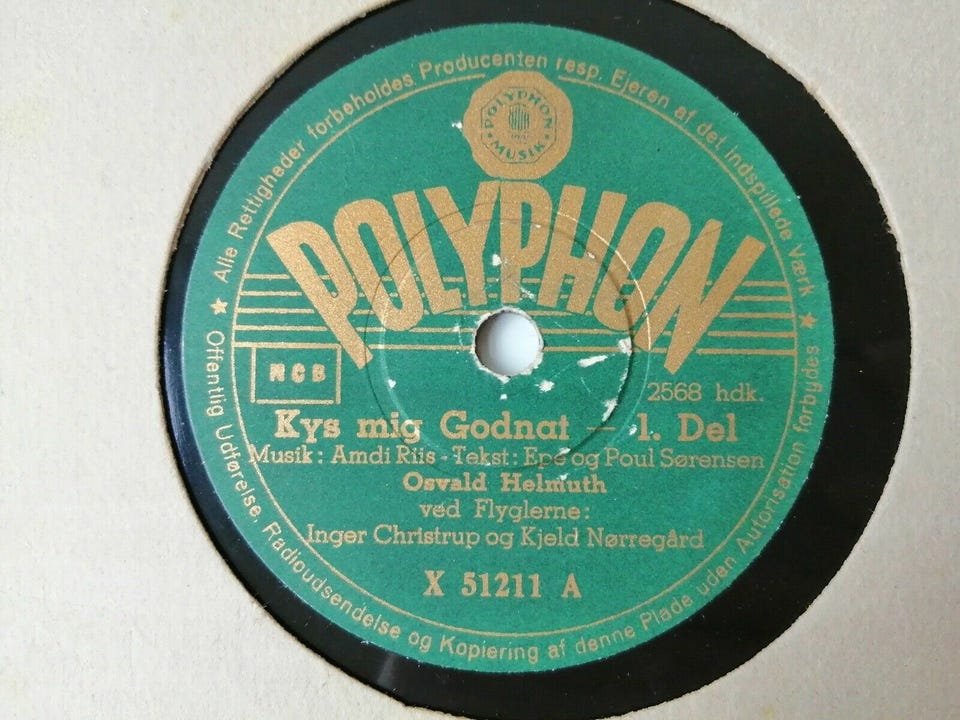 Alle Rettigheder forbeholdes Producenten resp. Ejeren af det indspillede Værk
POLYPHON
MUSIK
POLYPHON
NCB
2568 hdk.
Kys mig Godnat — 1. Del
Musik: Amdi Riis - Tekst: Epe og Poul Sørensen
Osvald Helmuth
ved Flyglerne:
Inger Christrup og Kjeld Nørregård
X 51211 A
Offentlig Udførelse, Radioudsendelse og Kopiering af denne Plade uden Autorisation forbydes